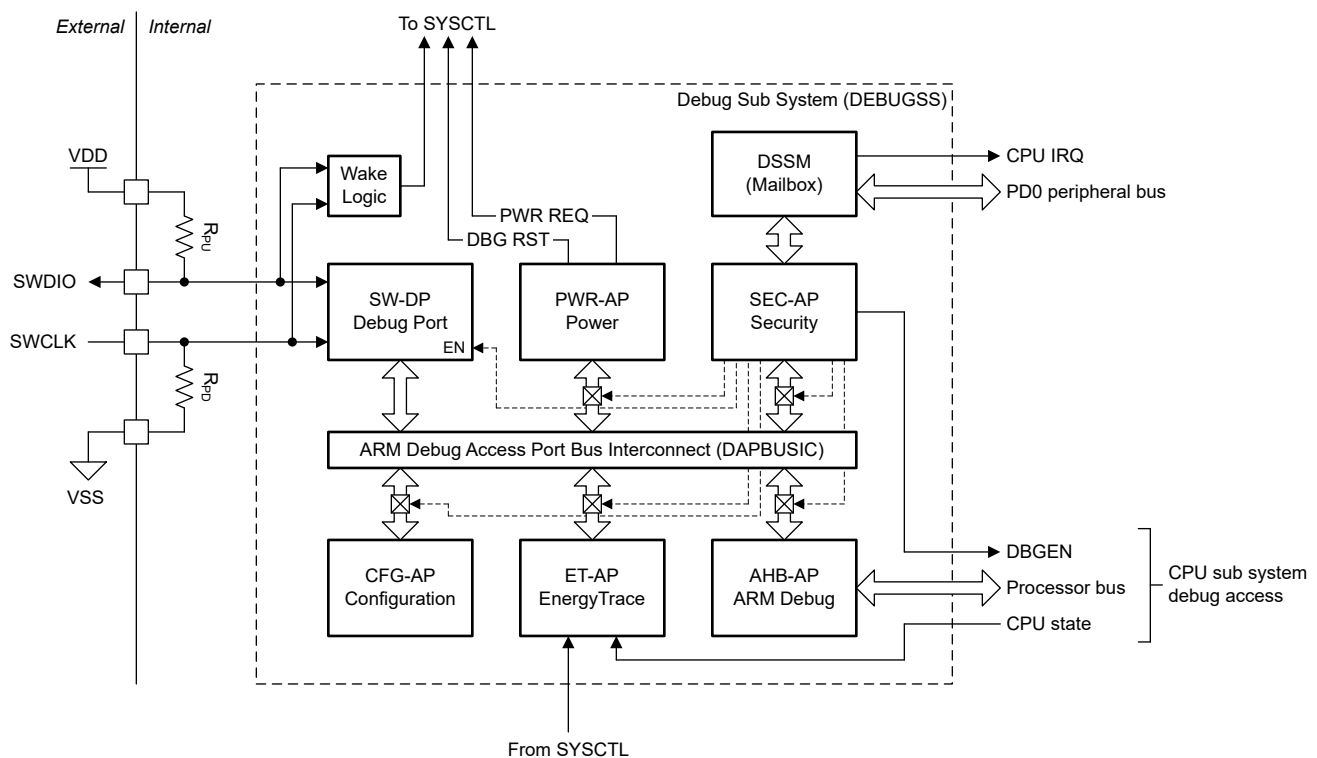 External
Internal
To SYSCTL
Debug Sub System (DEBUGSS)
VDD
Wake
Logic
DSSM
(Mailbox)
CPU IRQ
PD0 peripheral bus
PWR REQ
DBG RST
RPU
SWDIO
SWCLK
SW-DP
Debug Port
EN
PWR-AP
Power
SEC-AP
Security
RPD
ARM Debug Access Port Bus Interconnect (DAPBUSIC)
VSS
CFG-AP
Configuration
ET-AP
EnergyTrace
AHB-AP
ARM Debug
DBGEN
Processor bus
CPU state
CPU sub system
debug access
From SYSCTL